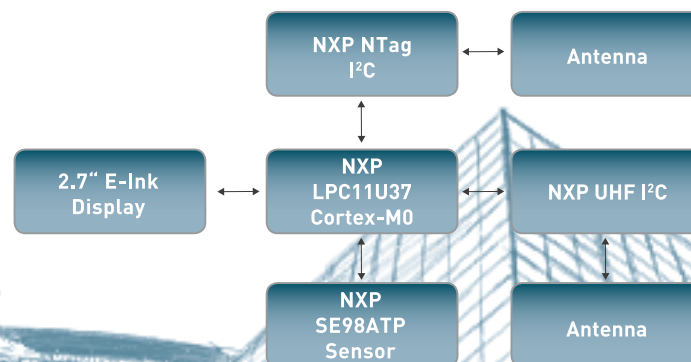 NXP NTag
I²C
Antenna
2.7“ E-Ink
Display
NXP
LPC11U37
Cortex-M0
NXP UHF I²C
NXP
SE98ATP
Sensor
Antenna